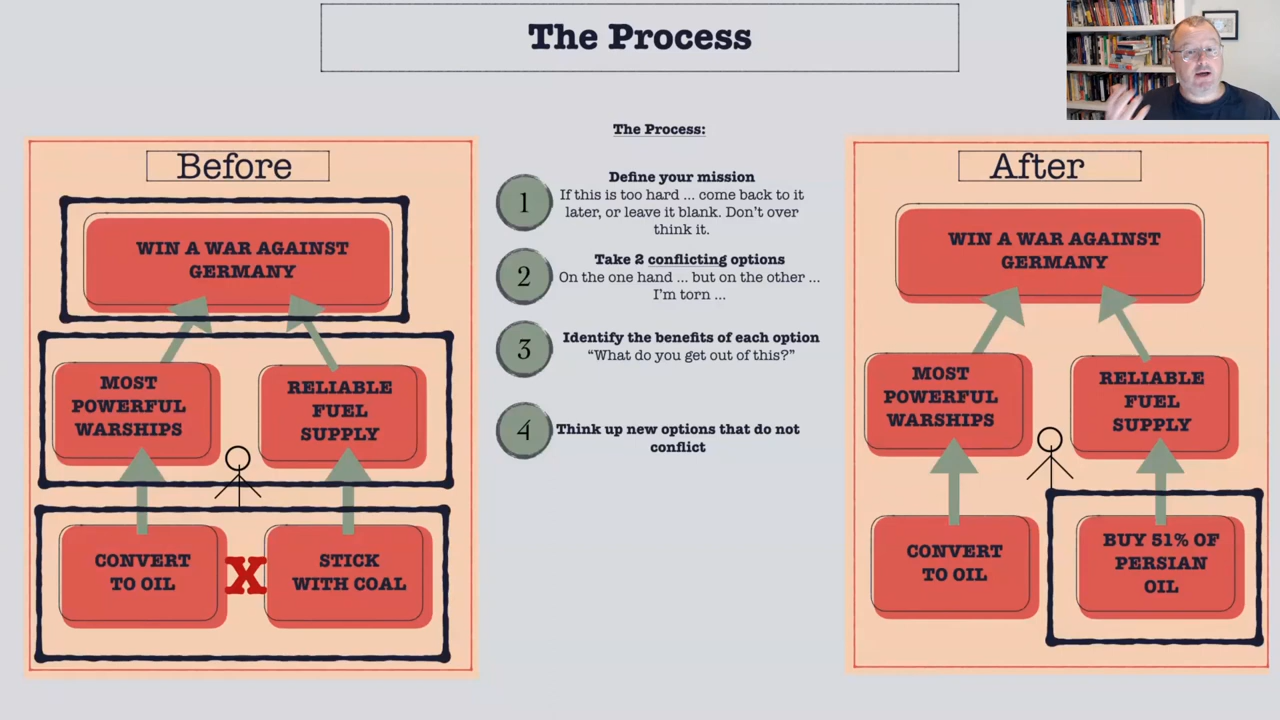 The Process
Before
WIN A WAR AGAINST
GERMANY
MOST
POWERFUL
WARSHIPS
RELIABLE
FUEL
SUPPLY
CONVERT
TO OIL
X
STICK
WITH COAL
The Process:
1
Define your mission
If this is too hard ... come back to it
later, or leave it blank. Don't over
think it.
2
Take 2 conflicting options
On the one hand ... but on the other ...
I'm torn ...
3
Identify the benefits of each option
“What do you get out of this?”
4
Think up new options that do not
conflict
After
WIN A WAR AGAINST
GERMANY
MOST
POWERFUL
WARSHIPS
RELIABLE
FUEL
SUPPLY
CONVERT
TO OIL
BUY 51% OF
PERSIAN
OIL